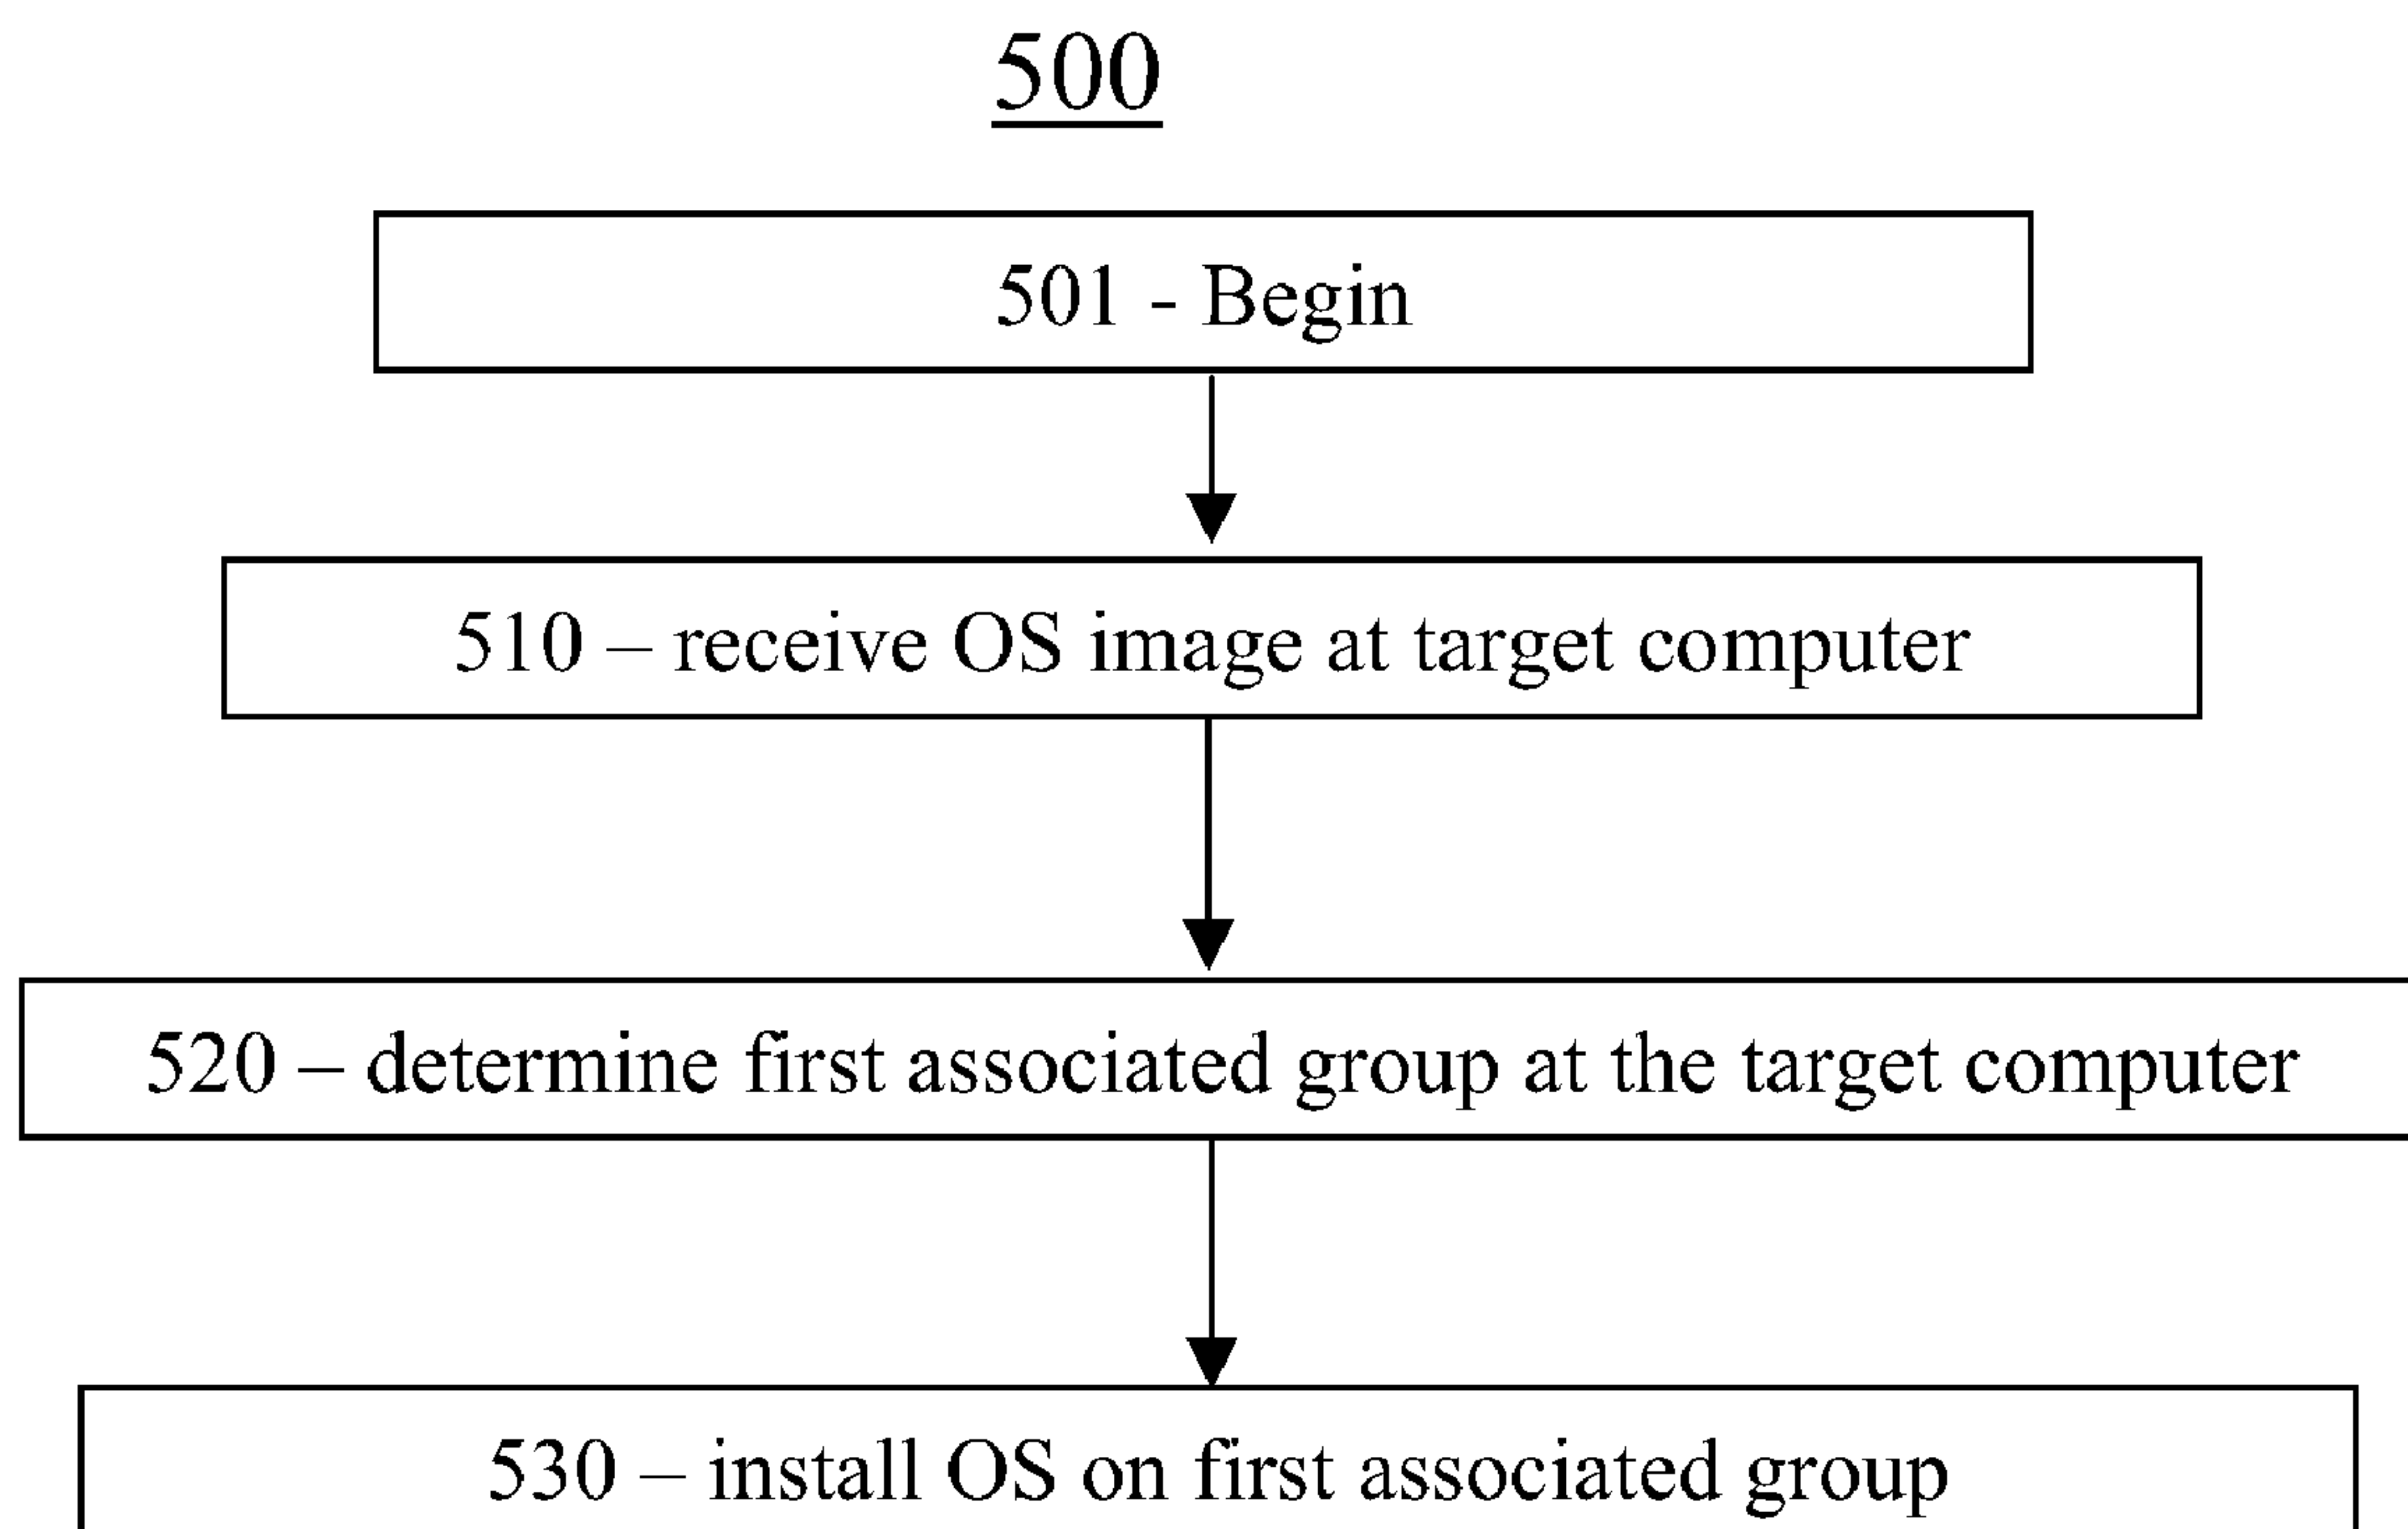 500
501 - Begin
510 – receive OS image at target computer
520 – determine first associated group at the target computer
530 – install OS on first associated group